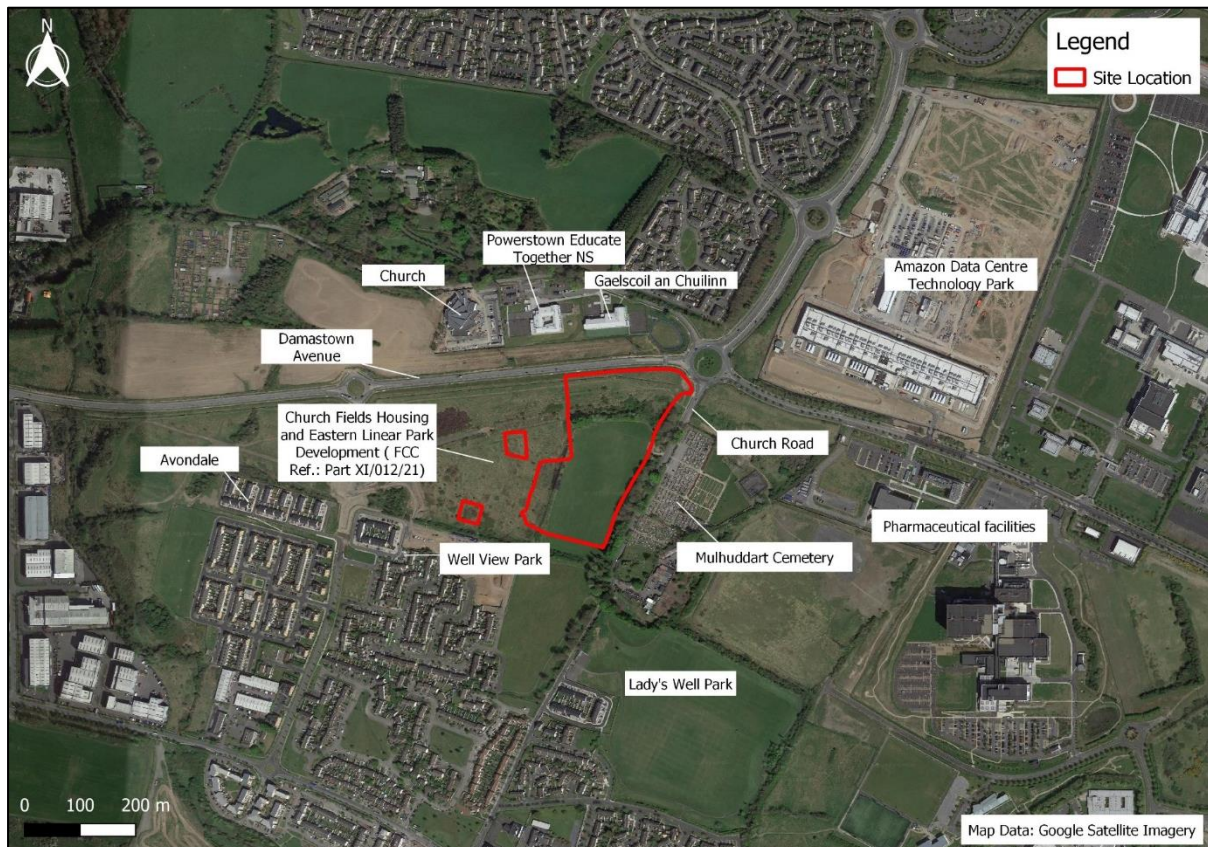 Legend
Site Location
Powerstown Educate
Together NS
Church
Gaelscoil an Chuilinn
Amazon Data Centre
Technology Park
Damastown
Avenue
Church Fields Housing
and Eastern Linear Park
Development ( FCC
Ref.: Part XI/012/21)
Avondale
Church Road
Pharmaceutical facilities
Well View Park
Mulhuddart Cemetery
Lady's Well Park
0 100 200 m
Map Data: Google Satellite Imagery